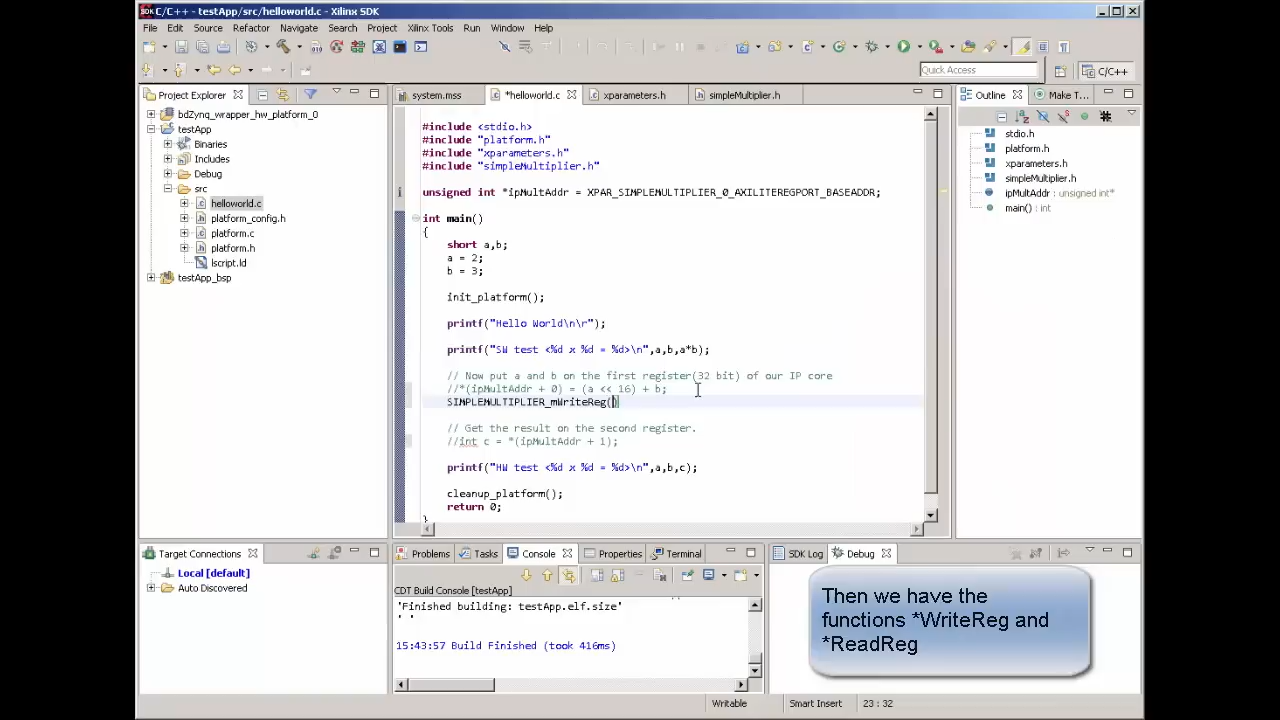 C/C++ - testApp/src/helloworld.c - Xilinx SDK
File Edit Source Refactor Navigate Search Project Xilinx Tools Run Window Help
Quick Access
C/C++
Project Explorer
system.mss
*helloworld.c
xparameters.h
simpleMultiplier.h
Outline
Make T...
bdZynq_wrapper_hw_platform_0
testApp
Binaries
Includes
Debug
src
helloworld.c
platform_config.h
platform.c
platform.h
lscript.ld
testApp_bsp
#include <stdio.h>
#include "platform.h"
#include "xparameters.h"
#include "simpleMultiplier.h"
unsigned int *ipMultAddr = XPAR_SIMPLEMULTIPLIER_0_AXILITEREGPORT_BASEADDR;
int main()
{
short a,b;
a = 2;
b = 3;
init_platform();
printf("Hello World\n\r");
printf("SW test <%d x %d = %d>\n",a,b,a*b);
// Now put a and b on the first register(32 bit) of our IP core
//*(ipMultAddr + 0) = (a << 16) + b;
SIMPLEMULTIPLIER_mWriteReg()
// Get the result on the second register.
//int c = *(ipMultAddr + 1);
printf("HW test <%d x %d = %d>\n",a,b,c);
cleanup_platform();
return 0;
}
stdio.h
platform.h
xparameters.h
simpleMultiplier.h
ipMultAddr : unsigned int*
main() : int
Target Connections
Local [default]
Auto Discovered
Problems
Tasks
Console
Properties
Terminal
CDT Build Console [testApp]
'Finished building: testApp.elf.size'
' '
15:43:57 Build Finished (took 416ms)
SDK Log
Debug
Then we have the
functions *WriteReg and
*ReadReg
Writable
Smart Insert
23 : 32